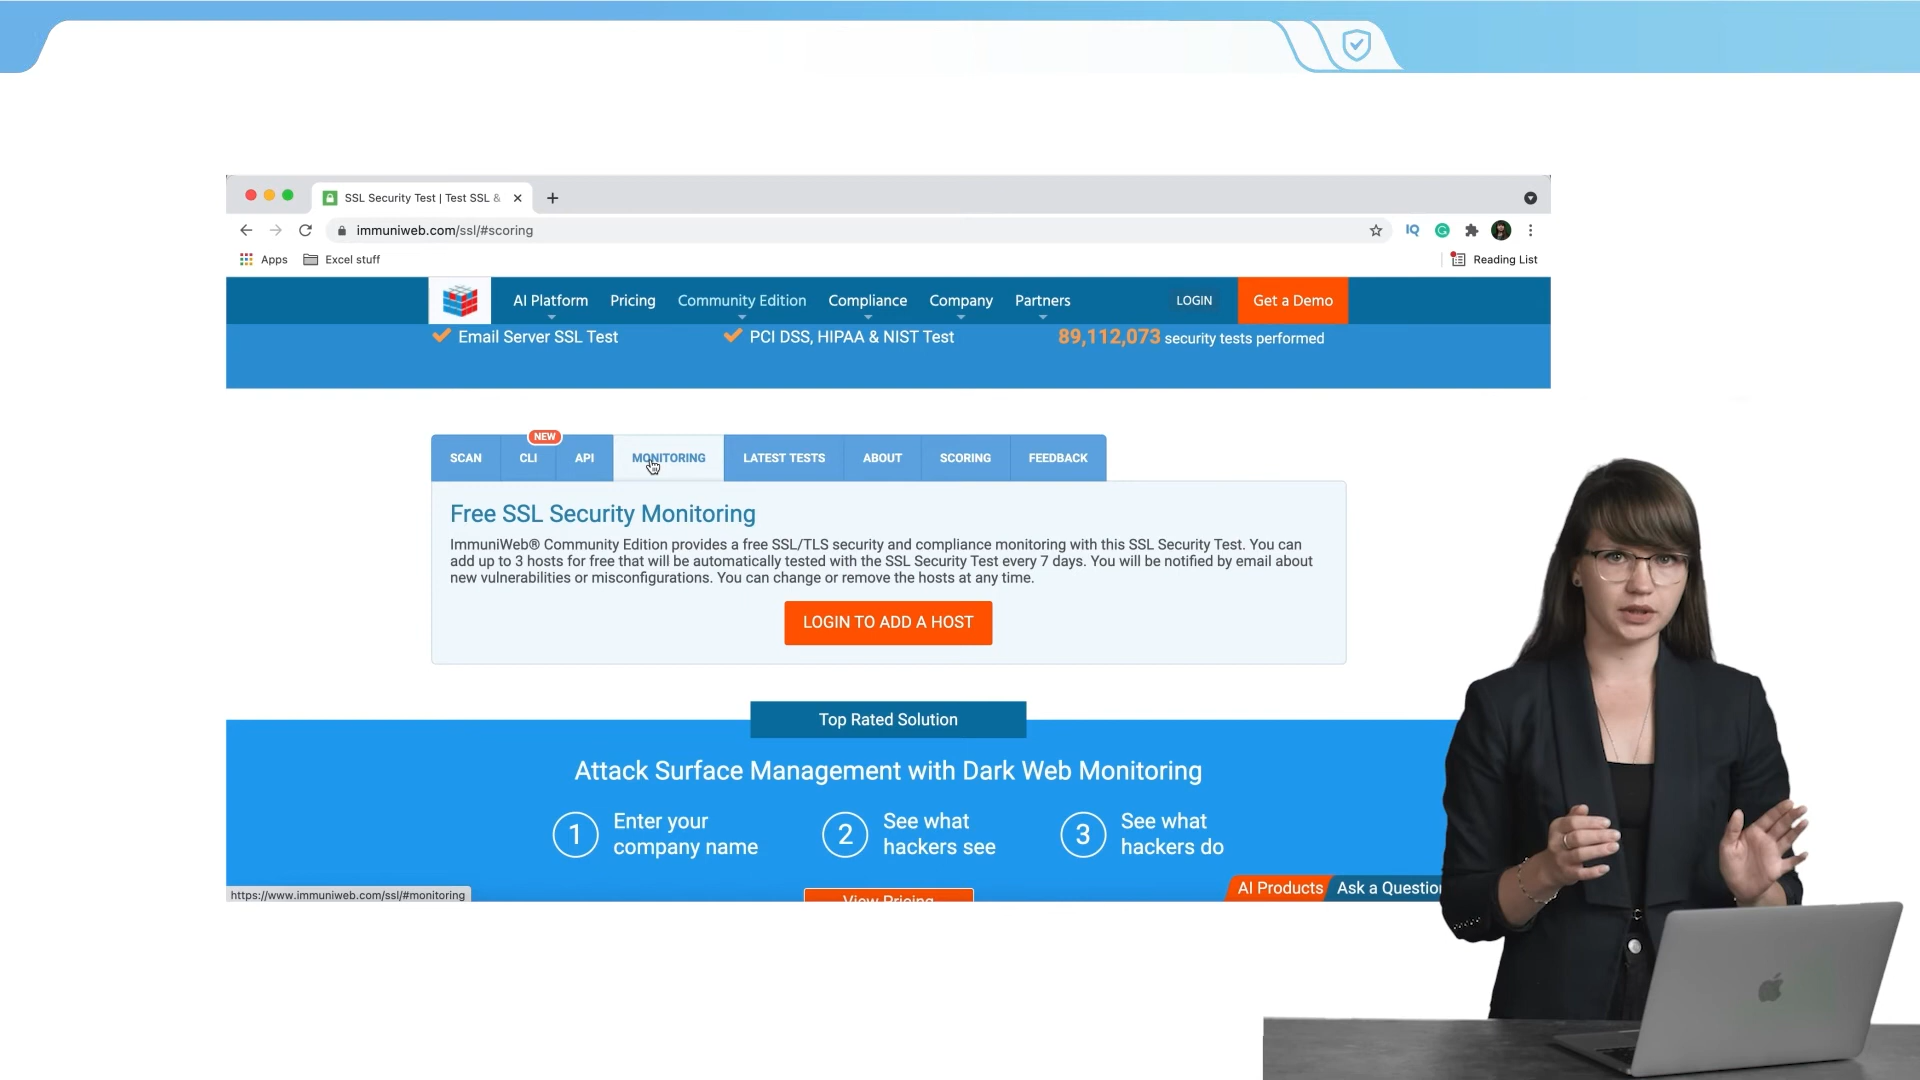 SSL Security Test | Test SSL &
immuniweb.com/ssl/#scoring
IQ
Apps
Excel stuff
Reading List
AI Platform
Pricing
Community Edition
Compliance
Company
Partners
LOGIN
Get a Demo
Email Server SSL Test
PCI DSS, HIPAA & NIST Test
89,112,073 security tests performed
NEW
SCAN
CLI
API
MONITORING
LATEST TESTS
ABOUT
SCORING
FEEDBACK
Free SSL Security Monitoring
ImmuniWeb® Community Edition provides a free SSL/TLS security and compliance monitoring with this SSL Security Test. You can
add up to 3 hosts for free that will be automatically tested with the SSL Security Test every 7 days. You will be notified by email about
new vulnerabilities or misconfigurations. You can change or remove the hosts at any time.
LOGIN TO ADD A HOST
Top Rated Solution
Attack Surface Management with Dark Web Monitoring
1
Enter your
company name
2
See what
hackers see
3
See what
hackers do
AI Products
Ask a Question
https://www.immuniweb.com/ssl/#monitoring
View Pricing